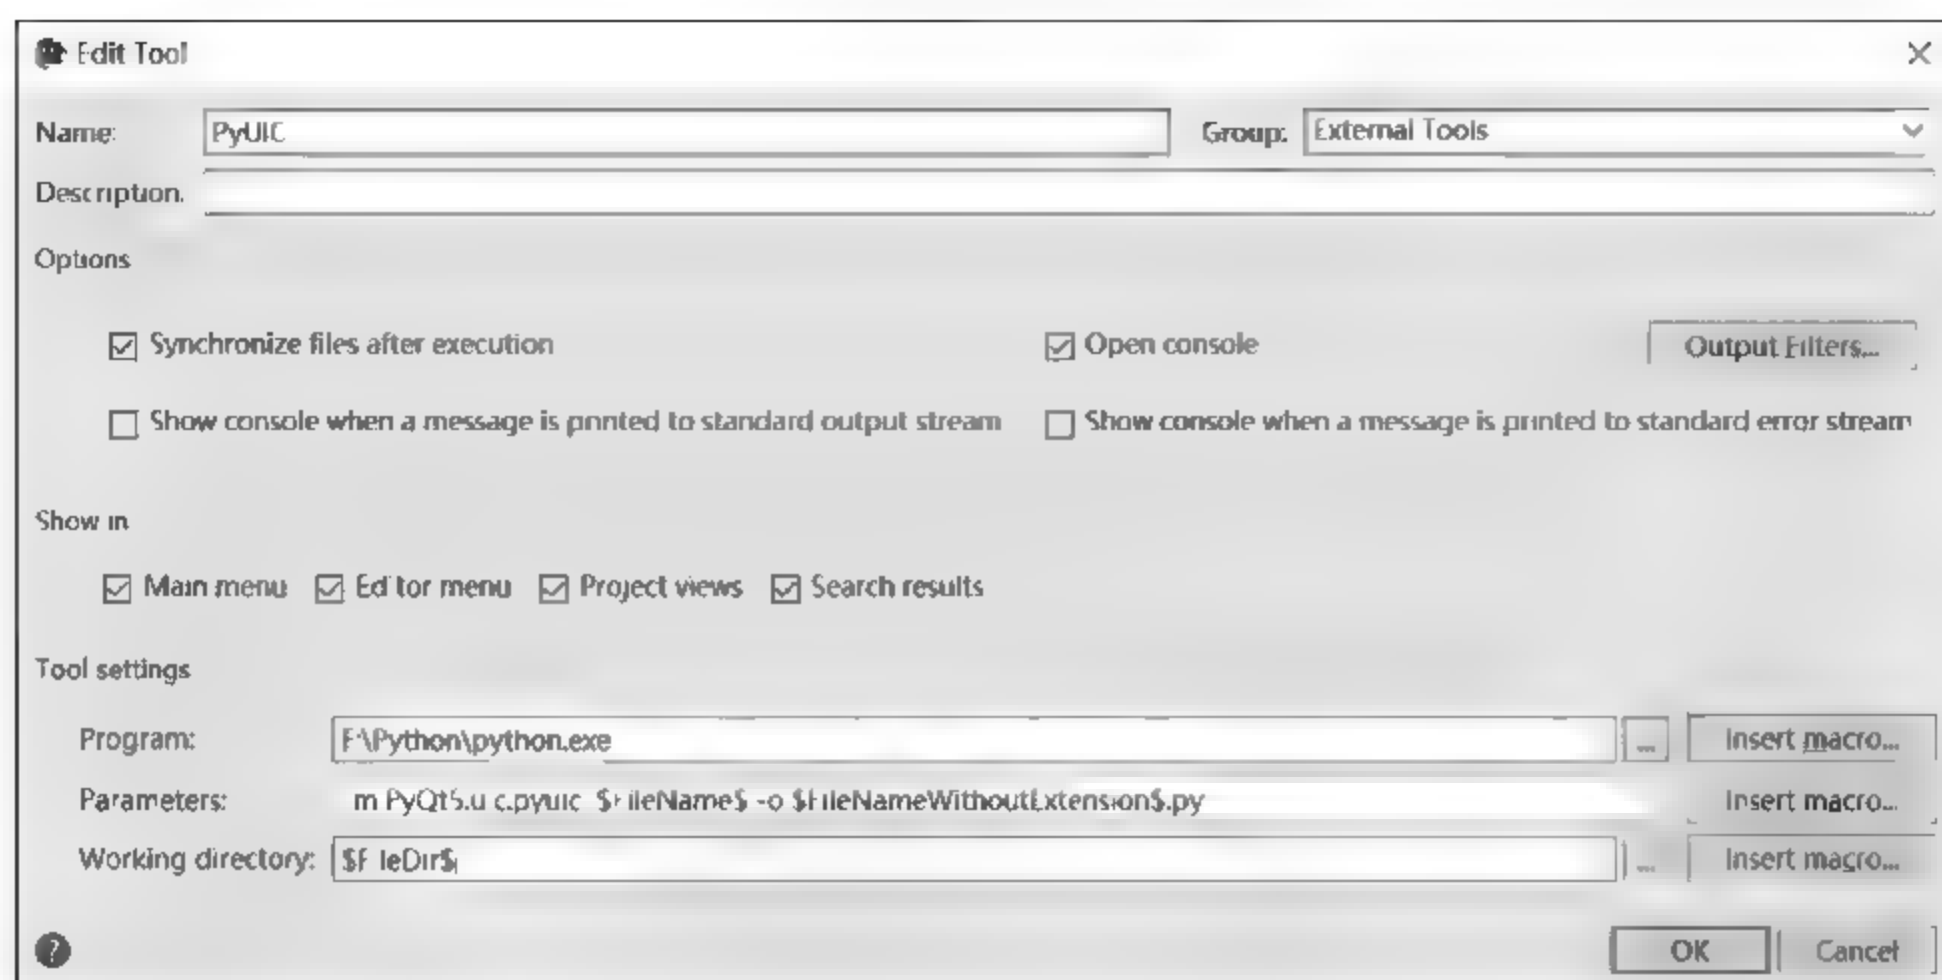 Edit Tool
Name: PyUIC Group: External Tools
Description:
Options
Synchronize files after execution Open console Output Filters...
Show console when a message is printed to standard output stream Show console when a message is printed to standard error stream
Show in
Main menu Editor menu Project views Search results
Tool settings
Program: F:\Python\python.exe ... Insert macro...
Parameters: -m PyQt5.uic.pyuic $FileName$ -o $FileNameWithoutExtension$.py Insert macro...
Working directory: $FileDir$ ... Insert macro...
? OK Cancel